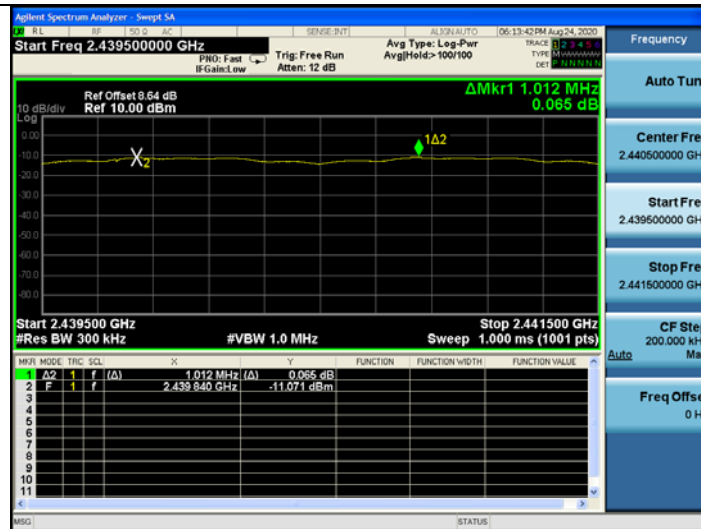 Agilent Spectrum Analyzer - Swept SA
RL RF 50 Ω AC SENSE:INT ALIGN AUTO 06:13:42 PM Aug 24, 2020
Start Freq 2.439500000 GHz
PNO: Fast
IFGain:Low
Trig: Free Run
Atten: 12 dB
Avg Type: Log-Pwr
Avg|Hold:>100/100
TRACE 1 2 3 4 5 6
TYPE MWWWWW
DET P N N N N N
Ref Offset 8.64 dB
Ref 10.00 dBm
10 dB/div
Log
ΔMkr1 1.012 MHz
0.065 dB
0.00
-10.0
-20.0
-30.0
-40.0
-50.0
-60.0
-70.0
-80.0
X2
1Δ2
Start 2.439500 GHz
Stop 2.441500 GHz
#Res BW 300 kHz
#VBW 1.0 MHz
Sweep 1.000 ms (1001 pts)
MKR MODE TRC SCL X Y FUNCTION FUNCTION WIDTH FUNCTION VALUE
1 Δ2 1 f (Δ) 1.012 MHz (Δ) 0.065 dB
2 F 1 f 2.439 840 GHz -11.071 dBm
3
4
5
6
7
8
9
10
11
MSG
STATUS
Frequency
Auto Tun
Center Fre
2.440500000 GH
Start Fre
2.439500000 GH
Stop Fre
2.441500000 GH
CF Ste
200.000 kH
Auto Ma
Freq Offse
0 H